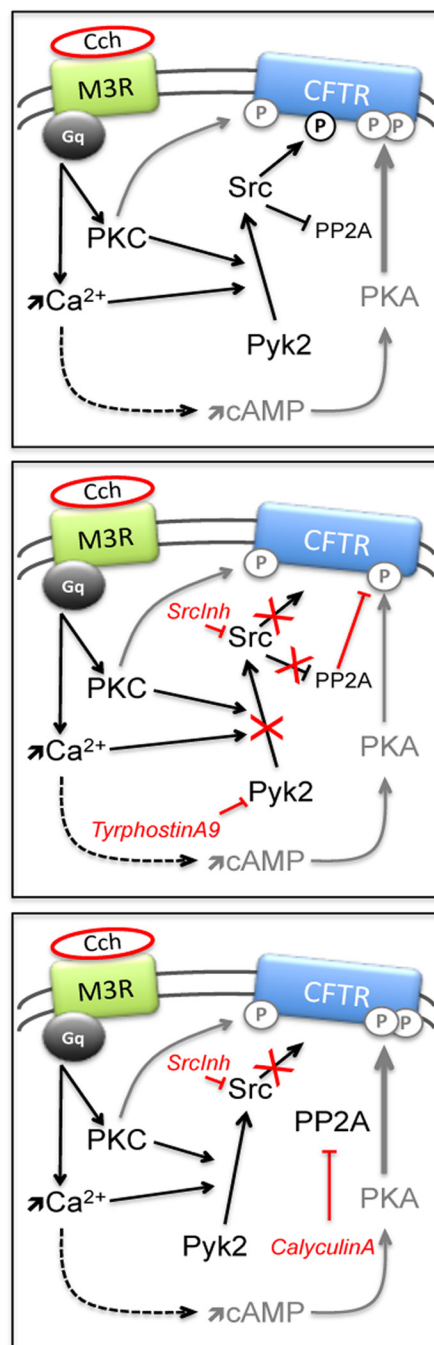 Cch
M3R
CFTR
Gq
P
P
P
P
Src
PKC
PP2A
↗Ca²⁺
PKA
Pyk2
↗cAMP
Cch
M3R
CFTR
Gq
P
P
SrcInh
Src
PKC
PP2A
↗Ca²⁺
PKA
Pyk2
TyrphostinA9
↗cAMP
Cch
M3R
CFTR
Gq
P
P
P
SrcInh
Src
PKC
PP2A
↗Ca²⁺
PKA
Pyk2
CalyculinA
↗cAMP